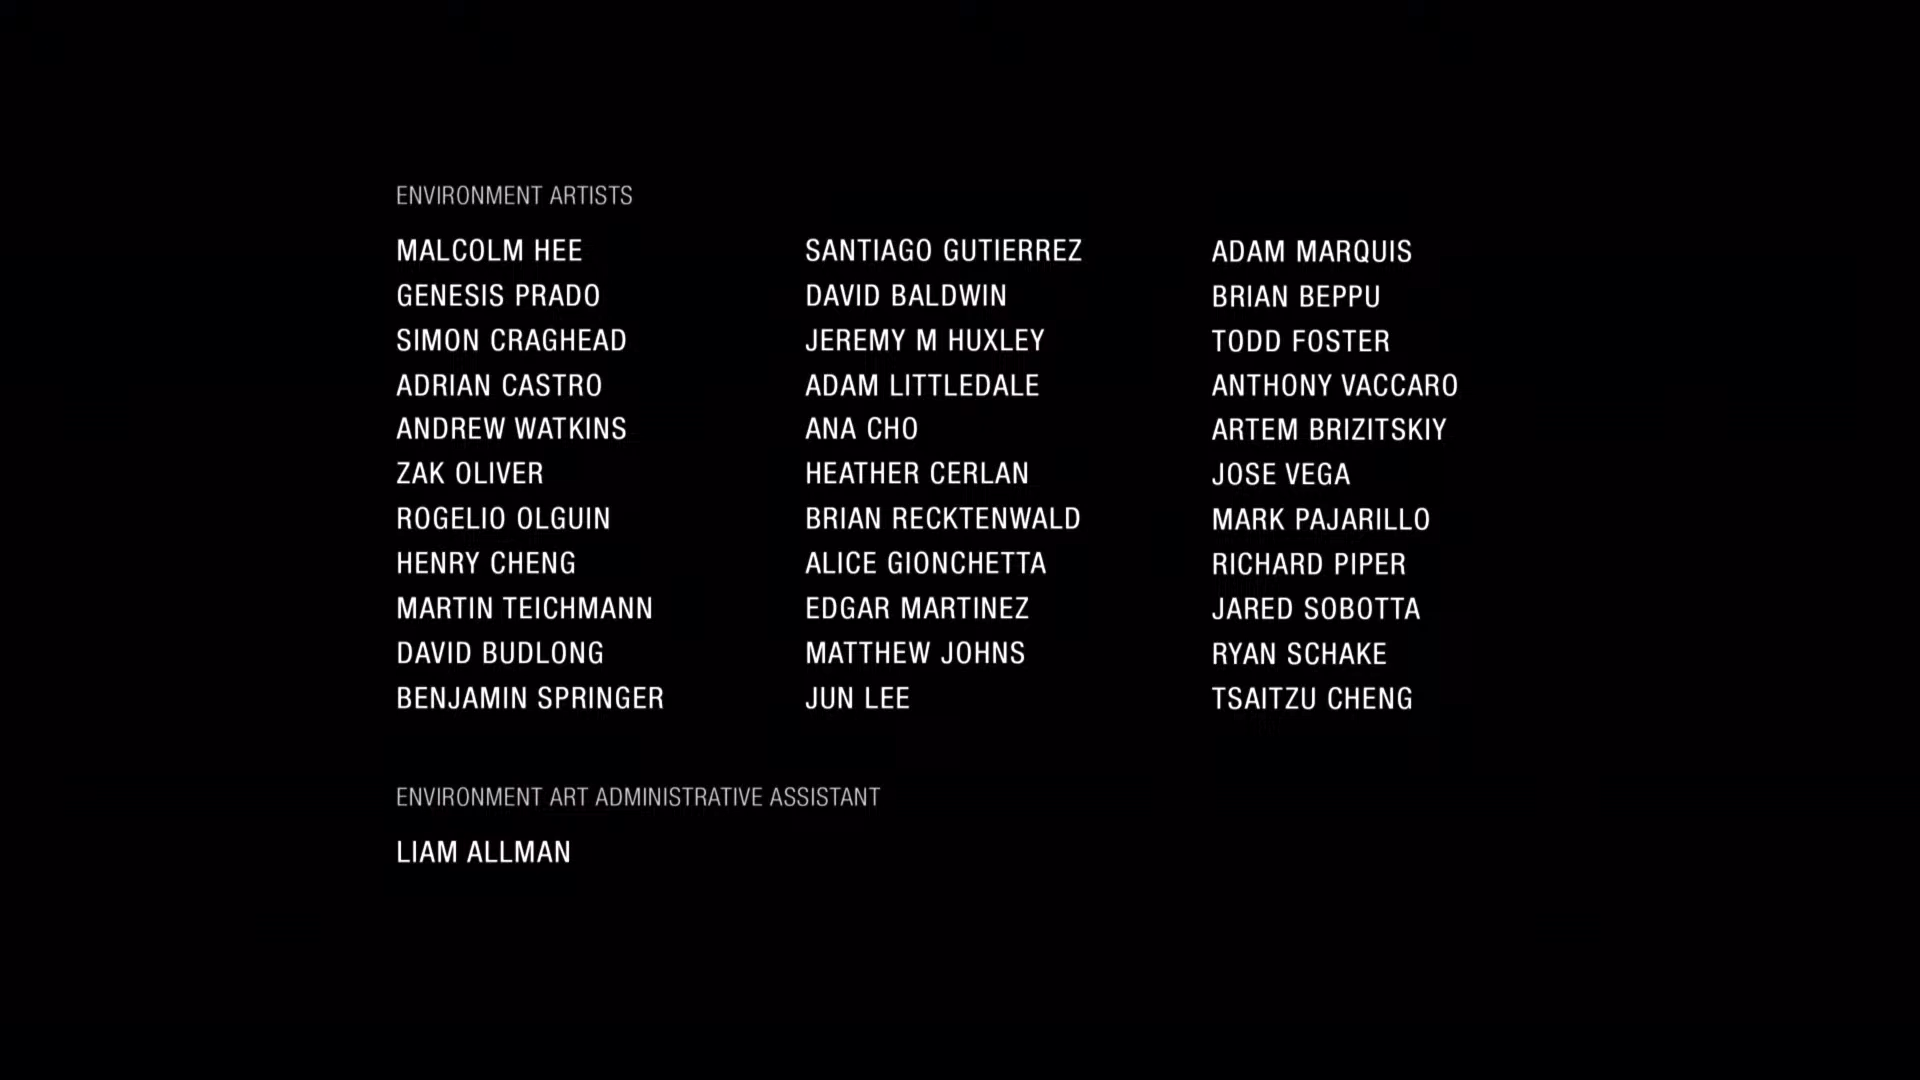 ENVIRONMENT ARTISTS
MALCOLM HEE
GENESIS PRADO
SIMON CRAGHEAD
ADRIAN CASTRO
ANDREW WATKINS
ZAK OLIVER
ROGELIO OLGUIN
HENRY CHENG
MARTIN TEICHMANN
DAVID BUDLONG
BENJAMIN SPRINGER
SANTIAGO GUTIERREZ
DAVID BALDWIN
JEREMY M HUXLEY
ADAM LITTLEDALE
ANA CHO
HEATHER CERLAN
BRIAN RECKTENWALD
ALICE GIONCHETTA
EDGAR MARTINEZ
MATTHEW JOHNS
JUN LEE
ADAM MARQUIS
BRIAN BEPPU
TODD FOSTER
ANTHONY VACCARO
ARTEM BRIZITSKIY
JOSE VEGA
MARK PAJARILLO
RICHARD PIPER
JARED SOBOTTA
RYAN SCHAKE
TSAITZU CHENG
ENVIRONMENT ART ADMINISTRATIVE ASSISTANT
LIAM ALLMAN